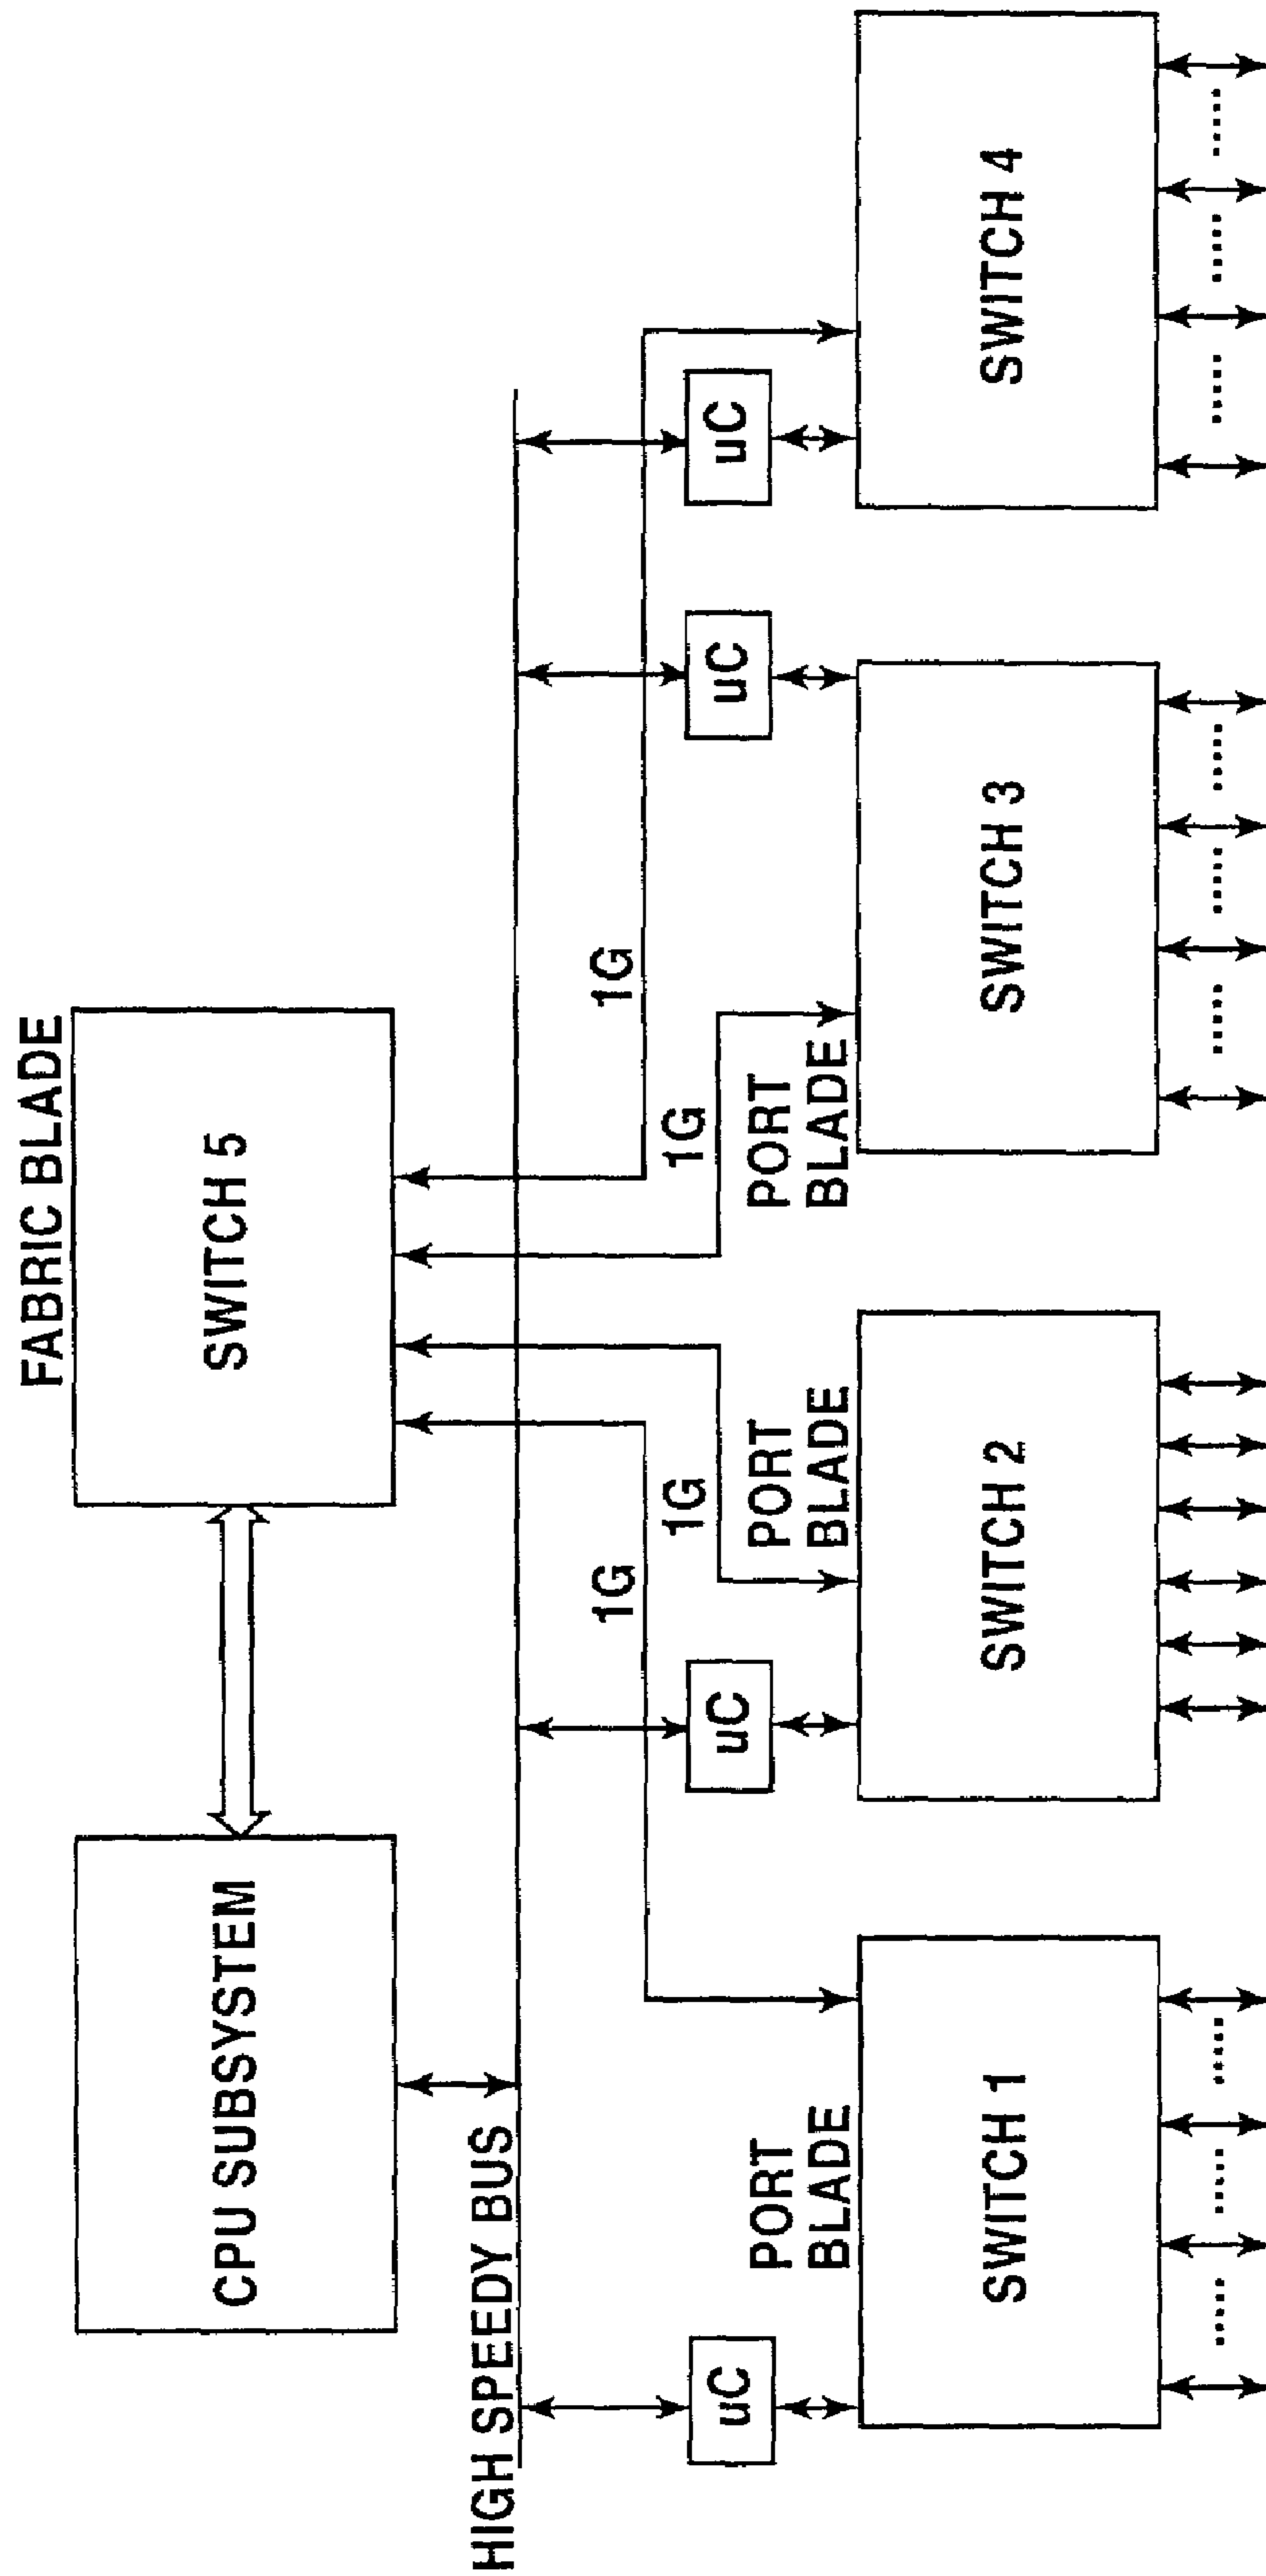 FABRIC BLADE
CPU SUBSYSTEM
SWITCH 5
HIGH SPEEDY BUS
1G
1G
1G
1G
uC
uC
uC
uC
PORT
BLADE
PORT
BLADE
PORT
BLADE
SWITCH 1
SWITCH 2
SWITCH 3
SWITCH 4